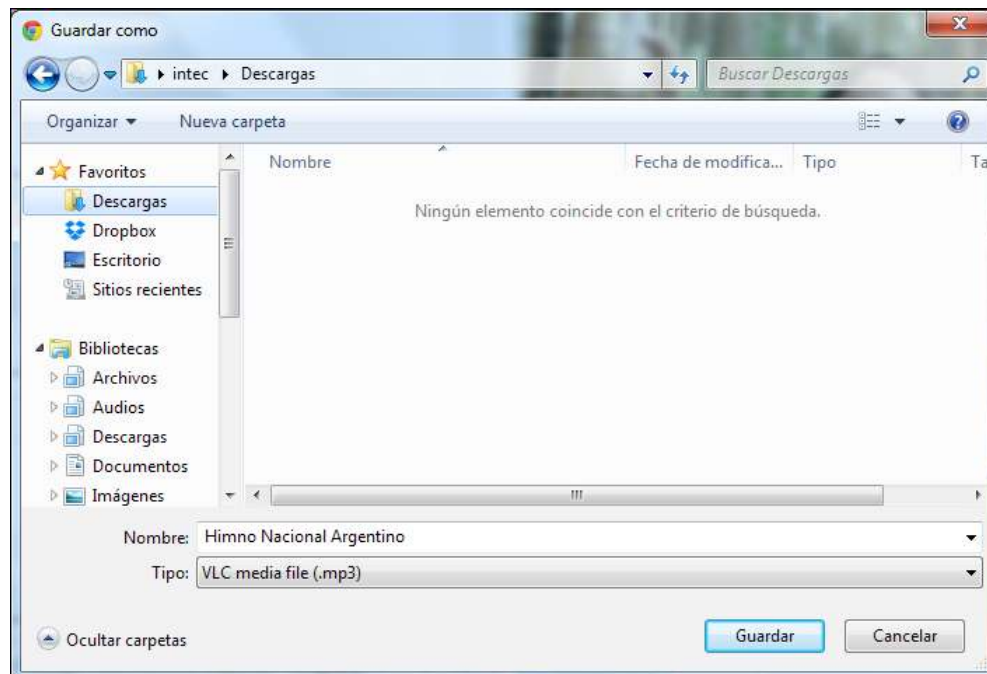 Guardar como
intec Descargas
Buscar Descargas
Organizar Nueva carpeta
Nombre Fecha de modifica... Tipo Ta
Favoritos
Descargas
Ningún elemento coincide con el criterio de búsqueda.
Dropbox
Escritorio
Sitios recientes
Bibliotecas
Archivos
Audios
Descargas
Documentos
Imágenes
Nombre: Himno Nacional Argentino
Tipo: VLC media file (.mp3)
Ocultar carpetas
Guardar Cancelar